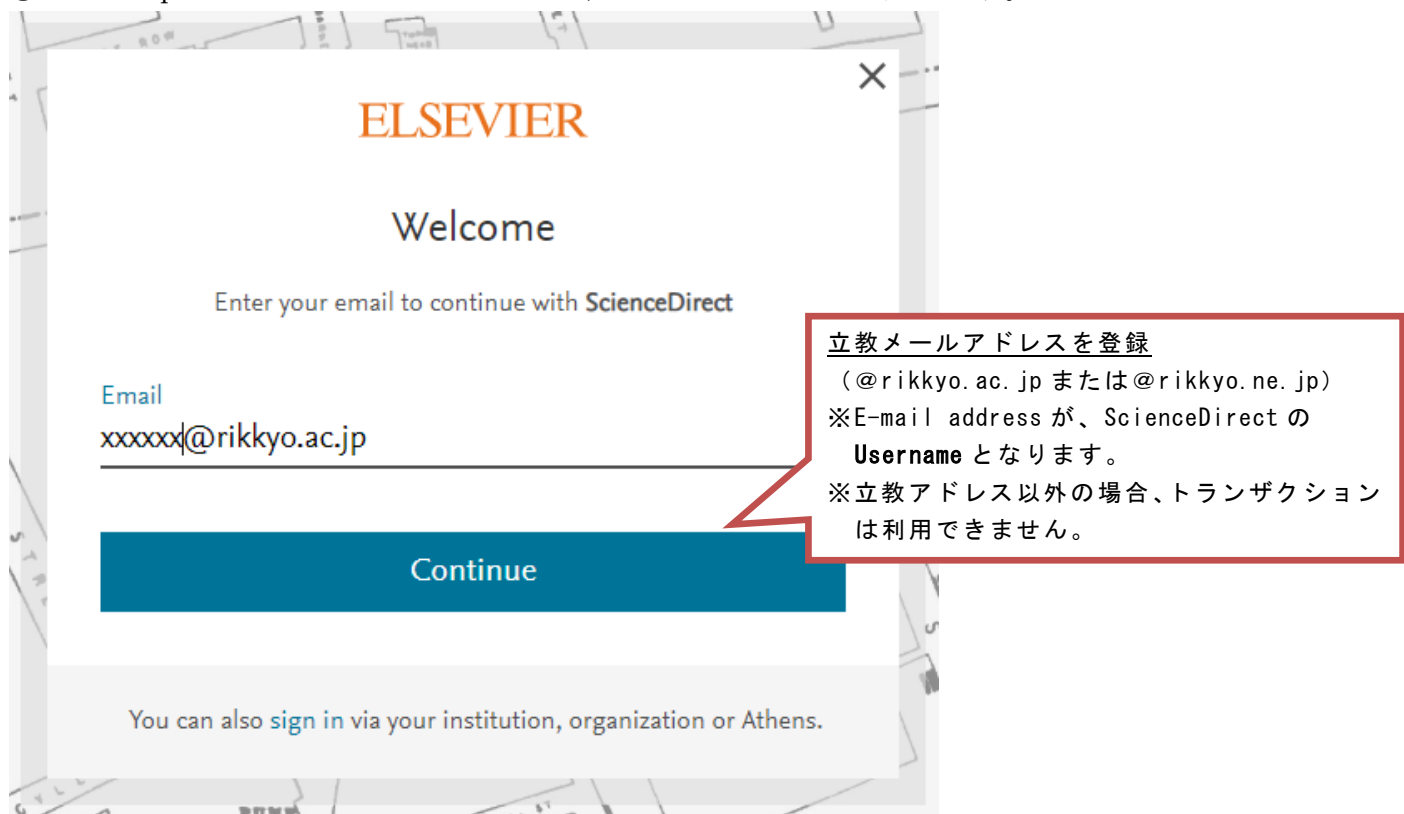 ELSEVIER
Welcome
Enter your email to continue with ScienceDirect
Email
xxxxxx@rikkyo.ac.jp
Continue
You can also sign in via your institution, organization or Athens.
立教メールアドレスを登録
（@rikkyo.ac.jp または@rikkyo.ne.jp）
※E-mail address が、ScienceDirect の
Username となります。
※立教アドレス以外の場合、トランザクション
は利用できません。